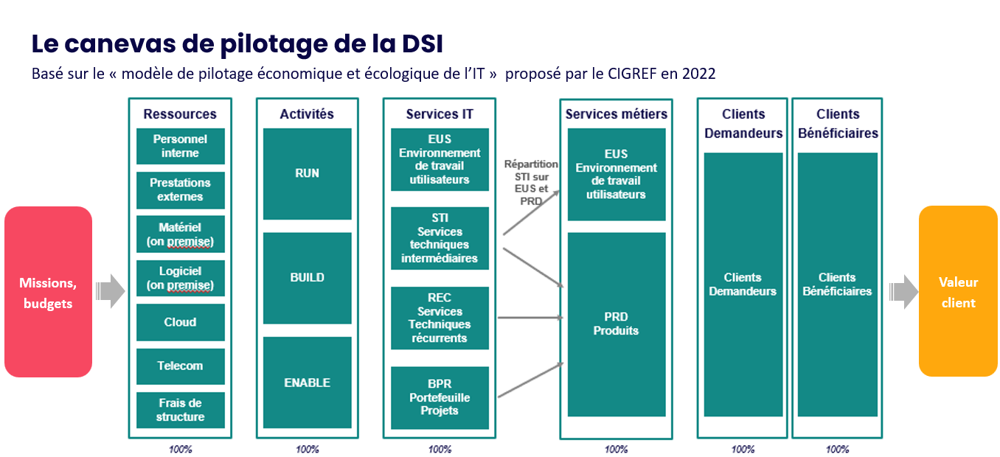 Le canevas de pilotage de la DSI
Basé sur le « modèle de pilotage économique et écologique de l'IT » proposé par le CIGREF en 2022
Missions,
budgets
Ressources
Personnel
interne
Prestations
externes
Matériel
(on premise)
Logiciel
(on premise)
Cloud
Telecom
Frais de
structure
100%
Activités
RUN
BUILD
ENABLE
100%
Services IT
EUS
Environnement
de travail
utilisateurs
STI
Services
techniques
intermédiaires
REC
Services
Techniques
récurrents
BPR
Portefeuille
Projets
100%
Répartition
STI sur
EUS et
PRD
Services métiers
EUS
Environnement
de travail
utilisateurs
PRD
Produits
100%
Clients
Demandeurs
Clients
Demandeurs
100%
Clients
Bénéficiaires
Clients
Bénéficiaires
100%
Valeur
client